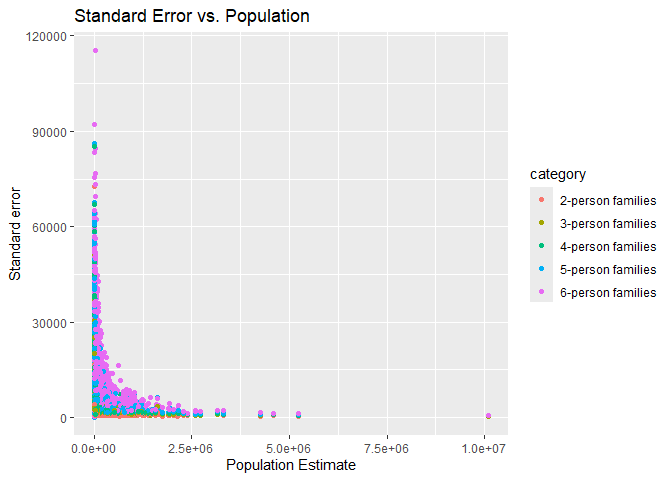 Standard Error vs. Population
120000
90000
60000
30000
0
Standard error
0.0e+00 2.5e+06 5.0e+06 7.5e+06 1.0e+07
Population Estimate
category
2-person families
3-person families
4-person families
5-person families
6-person families